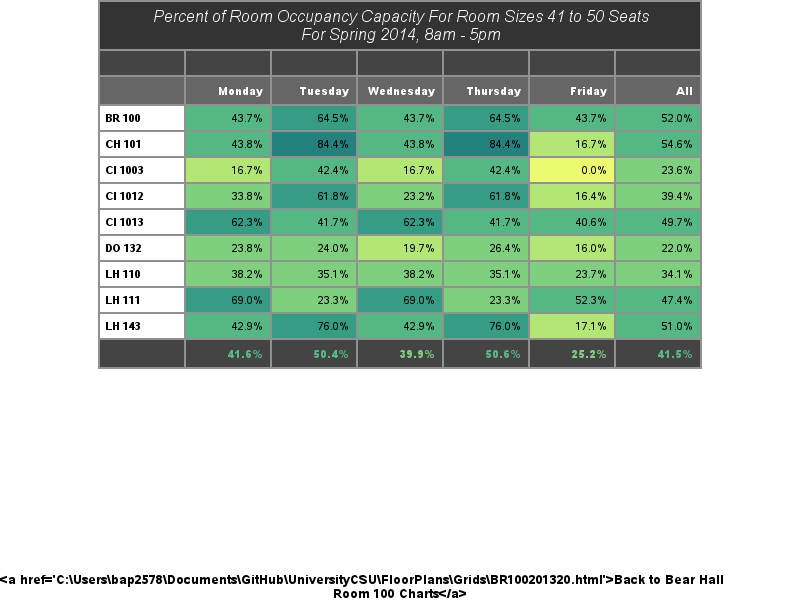 Percent of Room Occupancy Capacity For Room Sizes 41 to 50 Seats
For Spring 2014, 8am - 5pm
Monday Tuesday Wednesday Thursday Friday All
BR 100 43.7% 64.5% 43.7% 64.5% 43.7% 52.0%
CH 101 43.8% 84.4% 43.8% 84.4% 16.7% 54.6%
CI 1003 16.7% 42.4% 16.7% 42.4% 0.0% 23.6%
CI 1012 33.8% 61.8% 23.2% 61.8% 16.4% 39.4%
CI 1013 62.3% 41.7% 62.3% 41.7% 40.6% 49.7%
DO 132 23.8% 24.0% 19.7% 26.4% 16.0% 22.0%
LH 110 38.2% 35.1% 38.2% 35.1% 23.7% 34.1%
LH 111 69.0% 23.3% 69.0% 23.3% 52.3% 47.4%
LH 143 42.9% 76.0% 42.9% 76.0% 17.1% 51.0%
41.6% 50.4% 39.9% 50.6% 25.2% 41.5%
<a href='C:\Users\bap2578\Documents\GitHub\UniversityCSU\FloorPlans\Grids\BR100201320.html'>Back to Bear Hall
Room 100 Charts</a>